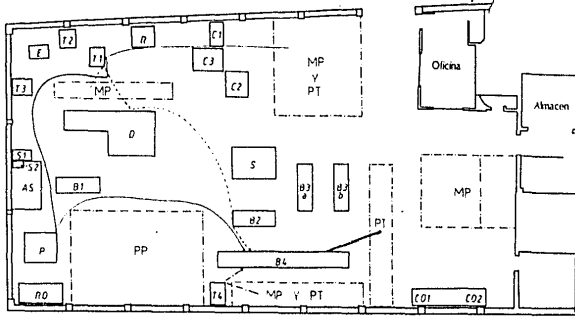 T2
R
C1
E
T1
C3
MP
Y
PT
Oficina
C2
T3
MP
Almacen
D
S1
S2
AS
B1
S
B3
a
B3
b
MP
B2
PT
P
PP
B4
RO
T4
MP Y PT
CO1 CO2